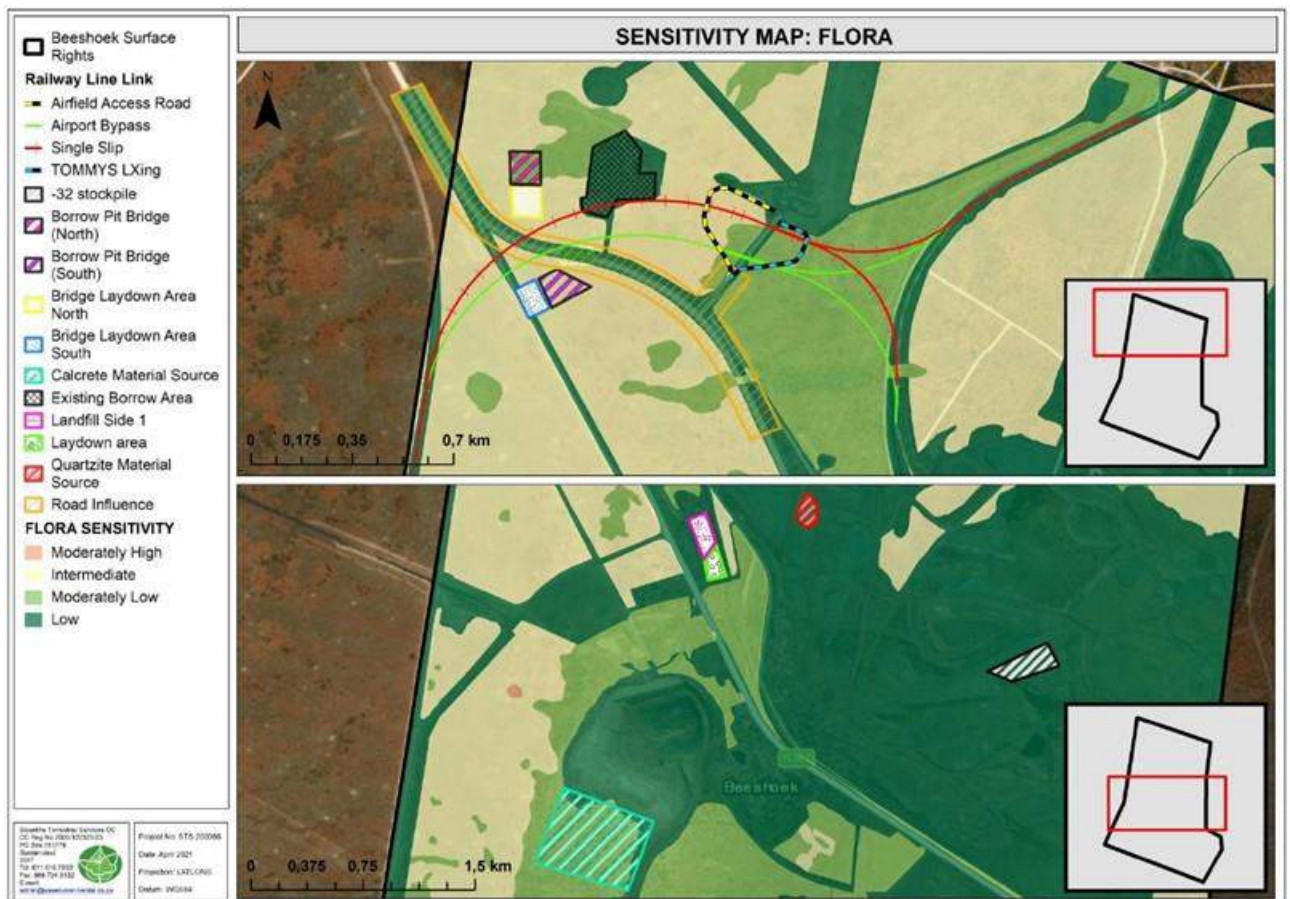 SENSITIVITY MAP: FLORA
Beeshoek Surface
Rights
Railway Line Link
Airfield Access Road
Airport Bypass
Single Slip
TOMMYS LXing
-32 stockpile
Borrow Pit Bridge
(North)
Borrow Pit Bridge
(South)
Bridge Laydown Area
North
Bridge Laydown Area
South
Calcrete Material Source
Existing Borrow Area
Landfill Side 1
Laydown area
Quartzite Material
Source
Road Influence
FLORA SENSITIVITY
Moderately High
Intermediate
Moderately Low
Low
N
0 0,175 0,35 0,7 km
Beeshoek
0 0,375 0,75 1,5 km
Date: April 2021
Projection: LATLONG
Datum: WGS84